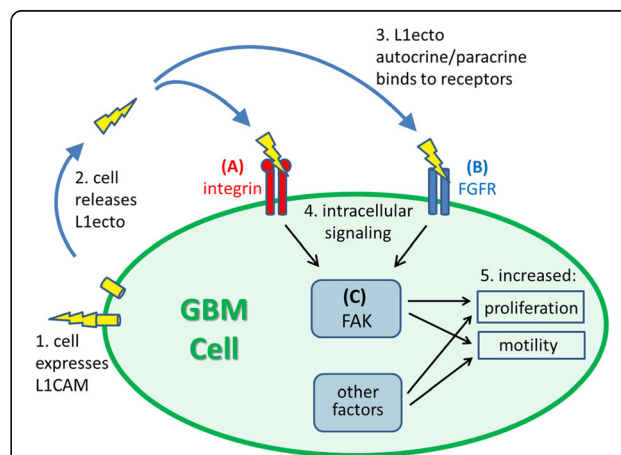 3. L1ecto
autocrine/paracrine
binds to receptors
(A)
integrin
(B)
FGFR
2. cell
releases
L1ecto
4. intracellular
signaling
5. increased:
proliferation
motility
(C)
FAK
GBM
Cell
1. cell
expresses
L1CAM
other
factors